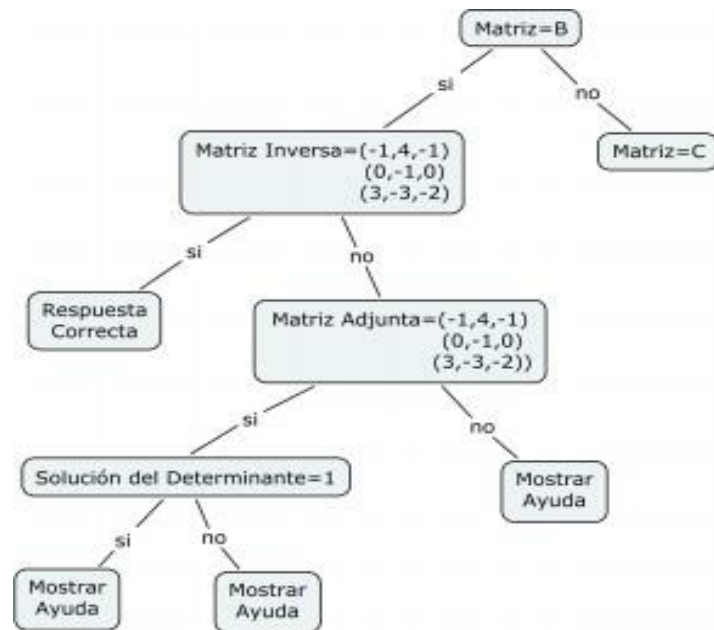 Matriz=B
si
no
Matriz Inversa=(-1,4,-1)
(0,-1,0)
(3,-3,-2)
Matriz=C
si
no
Respuesta
Correcta
Matriz Adjunta=(-1,4,-1)
(0,-1,0)
(3,-3,-2))
si
no
Solución del Determinante=1
Mostrar
Ayuda
si
no
Mostrar
Ayuda
Mostrar
Ayuda